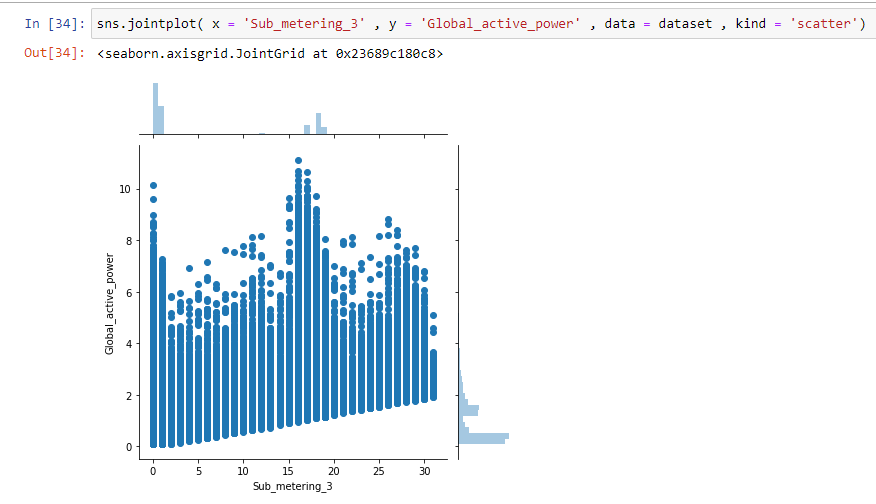 In [34]: sns.jointplot( x = 'Sub_metering_3' , y = 'Global_active_power' , data = dataset , kind = 'scatter')
Out[34]: <seaborn.axisgrid.JointGrid at 0x23689c180c8>
10
8
6
4
2
0
Global_active_power
0 5 10 15 20 25 30
Sub_metering_3